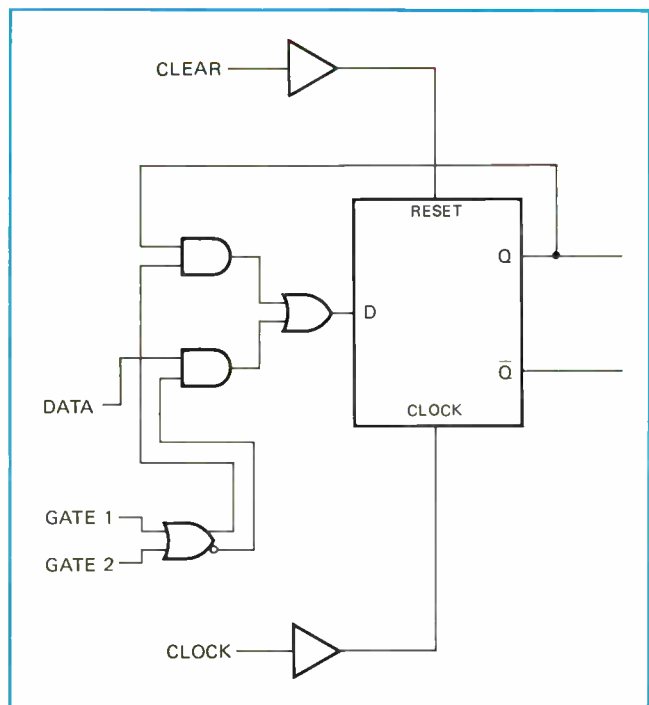 CLEAR
RESET
Q
D
Q̅
DATA
CLOCK
GATE 1
GATE 2
CLOCK